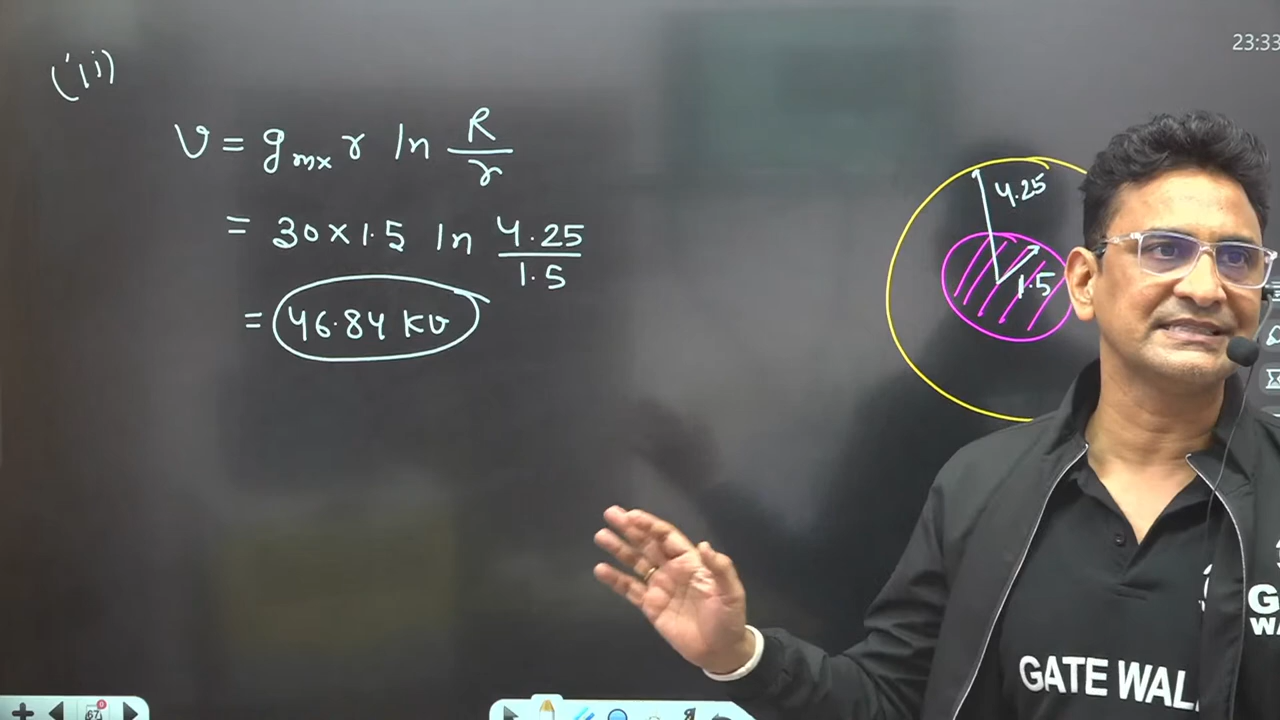 (ii)
23:33
V = gmx r ln R/r
= 30 × 1.5 ln 4.25/1.5
= 46.84 KV
4.25
1.5
67
GATE WAL